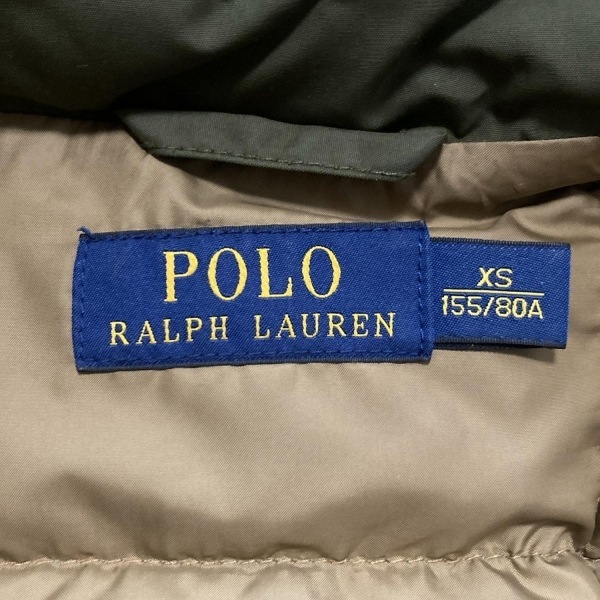 POLO
RALPH LAUREN
XS
155/80A